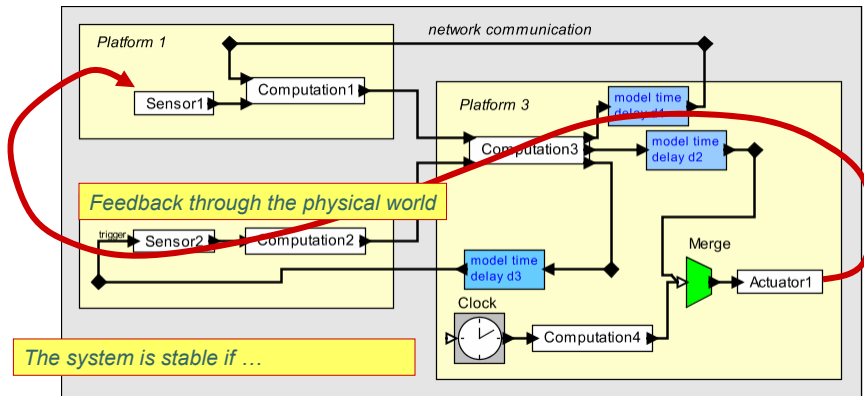 Platform 1
network communication
Sensor1
Computation1
Platform 3
model time
delay d1
Computation3
model time
delay d2
Feedback through the physical world
trigger
Sensor2
Computation2
model time
delay d3
Merge
Actuator1
Clock
Computation4
The system is stable if …